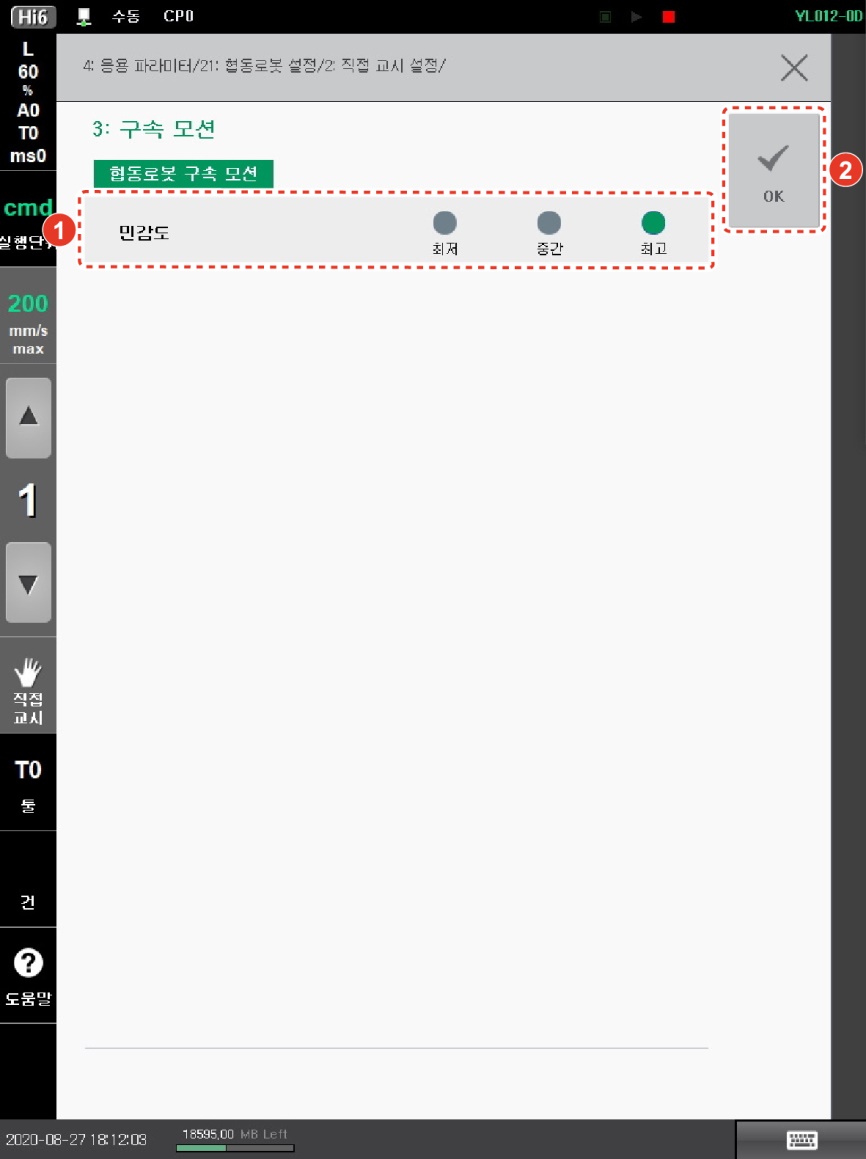 Hi6 수동 CP0 YL012-0D
L
60
%
A0
T0
ms0
4: 응용 파라미터/21: 협동로봇 설정/2: 직접 교시 설정/
3: 구속 모션
협동로봇 구속 모션
OK
2
cmd
1
민감도
최저 중간 최고
200
mm/s
max
1
직접
교시
T0
툴
건
?
도움말
2020-08-27 18:12:03 18595,00 MB Left